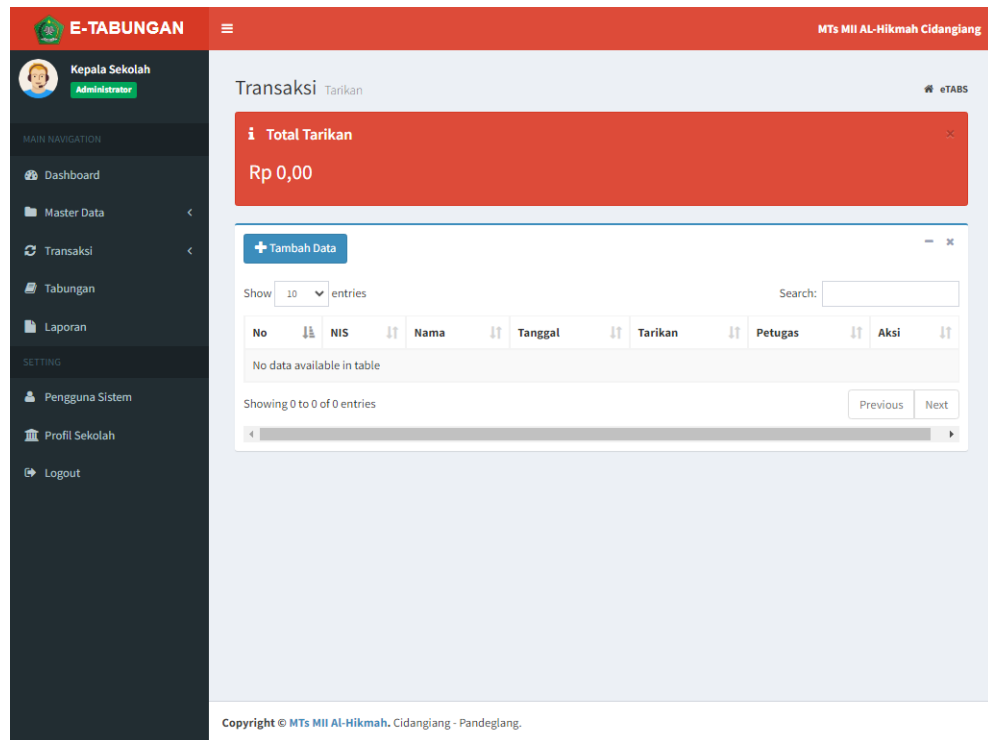 E-TABUNGAN
MTs MII AL-Hikmah Cidangiang
Kepala Sekolah
Administrator
MAIN NAVIGATION
Dashboard
Master Data
Transaksi
Tabungan
Laporan
SETTING
Pengguna Sistem
Profil Sekolah
Logout
Transaksi Tarikan
eTABS
Total Tarikan
Rp 0,00
Tambah Data
Show 10 entries
Search:
No NIS Nama Tanggal Tarikan Petugas Aksi
No data available in table
Showing 0 to 0 of 0 entries
Previous Next
Copyright © MTs MII Al-Hikmah. Cidangiang - Pandeglang.